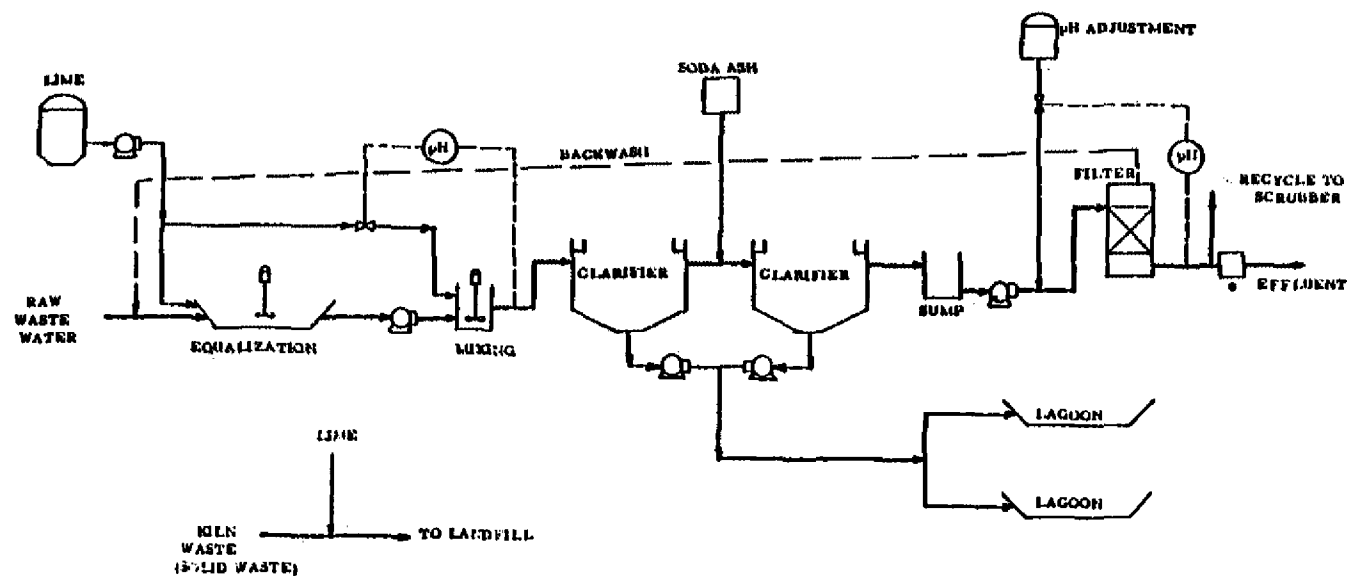 pH ADJUSTMENT
SODA ASH
LIME
pH
BACKWASH
pH
FILTER
RECYCLE TO
SCRUBBER
CLARIFIER
CLARIFIER
RAW
WASTE
WATER
EQUALIZATION
MIXING
SUMP
EFFLUENT
LAGOON
LIME
LAGOON
KILN
WASTE
(SOLID WASTE)
TO LANDFILL